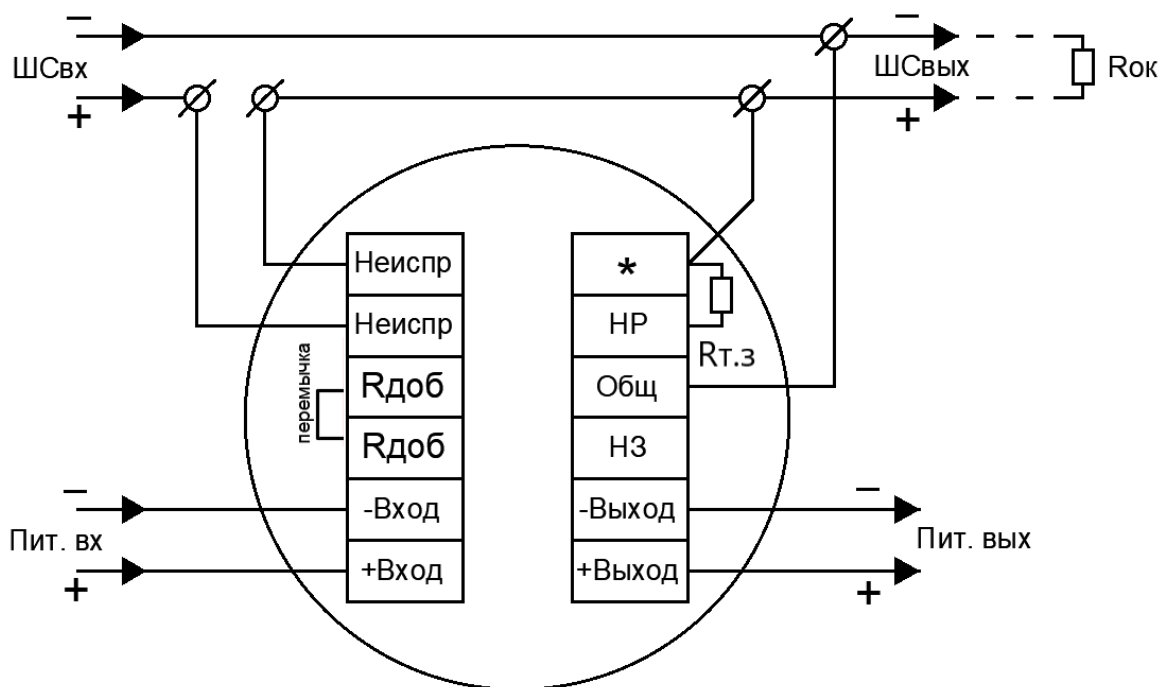 − −
ШСвх ШСвых Rок
+ +
Неиспр *
Неиспр НР
Rт.з
перемычка
Rдоб Общ
Rдоб НЗ
− −
-Вход -Выход
Пит. вх Пит. вых
+Вход +Выход
+ +